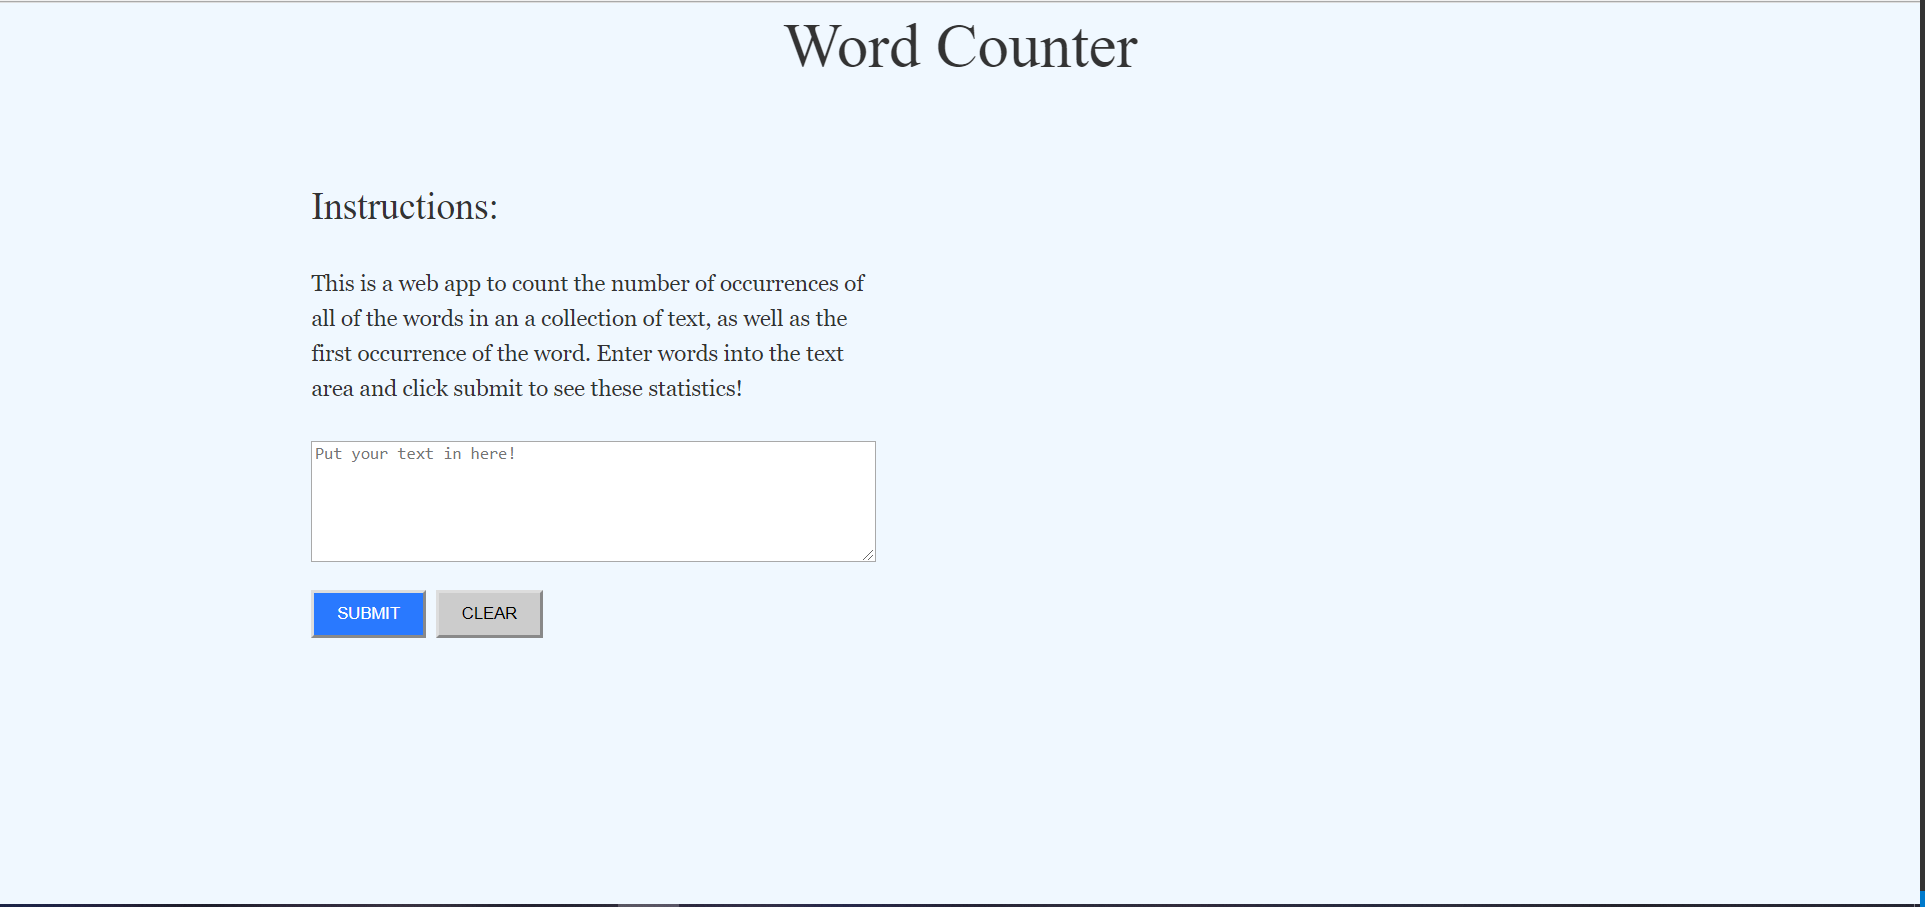 Word Counter
Instructions:
This is a web app to count the number of occurrences of
all of the words in an a collection of text, as well as the
first occurrence of the word. Enter words into the text
area and click submit to see these statistics!
Put your text in here!
SUBMIT CLEAR